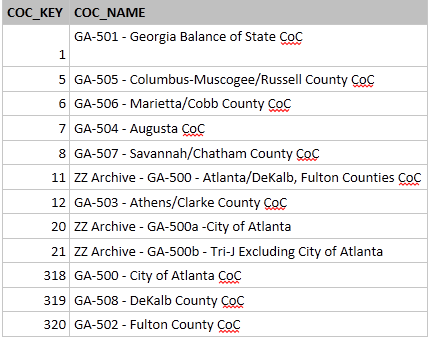 COC_KEY COC_NAME
1 GA-501 - Georgia Balance of State CoC
5 GA-505 - Columbus-Muscogee/Russell County CoC
6 GA-506 - Marietta/Cobb County CoC
7 GA-504 - Augusta CoC
8 GA-507 - Savannah/Chatham County CoC
11 ZZ Archive - GA-500 - Atlanta/DeKalb, Fulton Counties CoC
12 GA-503 - Athens/Clarke County CoC
20 ZZ Archive - GA-500a -City of Atlanta
21 ZZ Archive - GA-500b - Tri-J Excluding City of Atlanta
318 GA-500 - City of Atlanta CoC
319 GA-508 - DeKalb County CoC
320 GA-502 - Fulton County CoC